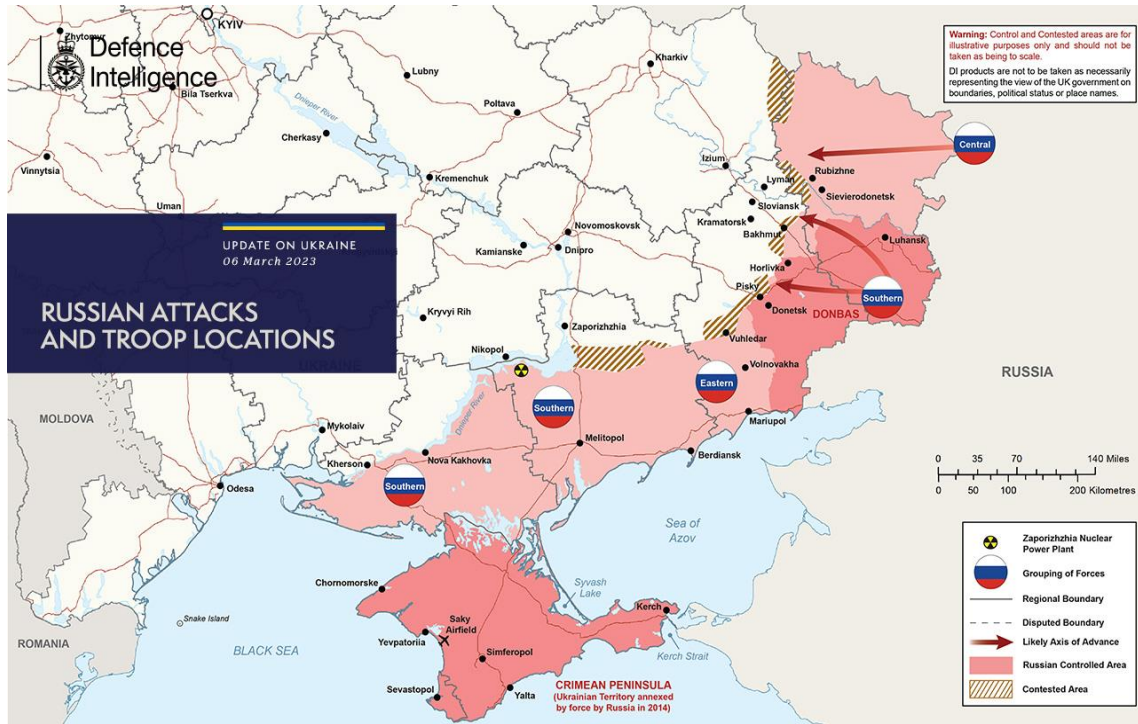 KYIV
Zhytomyr
Defence
Intelligence
Bila Tserkva
Vinnytsia
Uman
Cherkasy
Lubny
Poltava
Kharkiv
Dnieper River
Kremenchuk
Warning: Control and Contested areas are for
illustrative purposes only and should not be
taken as being to scale.
DI products are not to be taken as necessarily
representing the view of the UK government on
boundaries, political status or place names.
Central
Izium
Lyman
Rubizhne
Sloviansk
Sievierodonetsk
Kramatorsk
Bakhmut
Luhansk
Novomoskovsk
Kamianske
Dnipro
Horlivka
Pisky
Donetsk
DONBAS
Southern
UPDATE ON UKRAINE
06 March 2023
RUSSIAN ATTACKS
AND TROOP LOCATIONS
Kryvyi Rih
Zaporizhzhia
Nikopol
Vuhledar
Volnovakha
Eastern
Southern
RUSSIA
MOLDOVA
Dnieper River
Mykolaiv
Kherson
Nova Kakhovka
Melitopol
Mariupol
Berdiansk
Southern
Odesa
0 35 70 140 Miles
0 50 100 200 Kilometres
Sea of
Azov
Chornomorske
Syvash
Lake
Snake Island
Saky
Airfield
Yevpatoriia
Kerch
Kerch Strait
ROMANIA
BLACK SEA
Simferopol
Sevastopol
Yalta
CRIMEAN PENINSULA
(Ukrainian Territory annexed
by force by Russia in 2014)
Zaporizhzhia Nuclear
Power Plant
Grouping of Forces
Regional Boundary
Disputed Boundary
Likely Axis of Advance
Russian Controlled Area
Contested Area